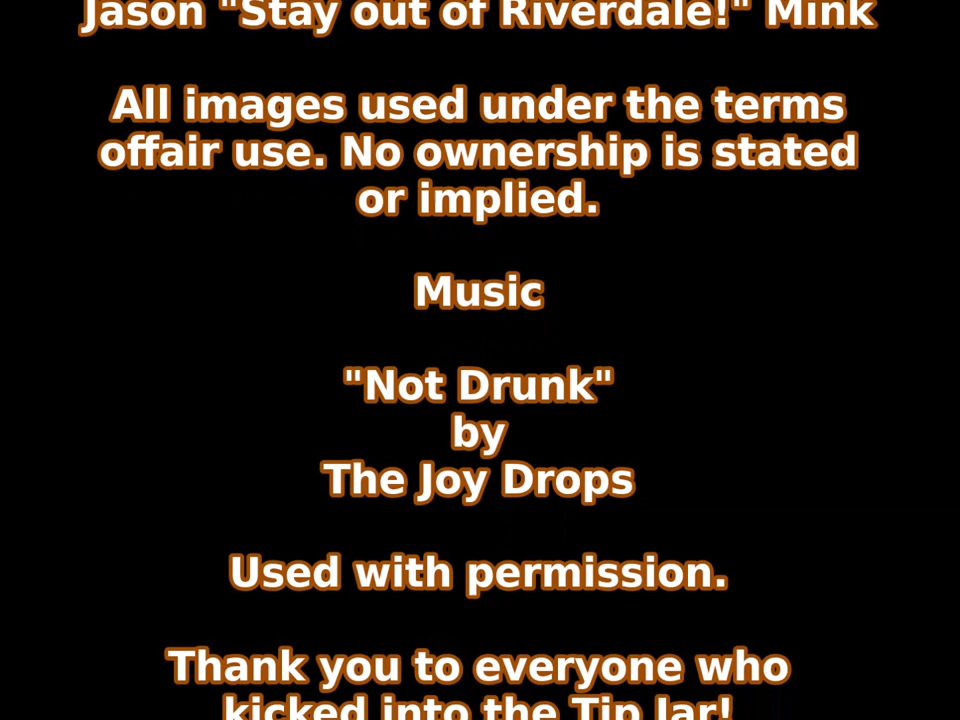 Jason "Stay out of Riverdale!" Mink
All images used under the terms
offair use. No ownership is stated
or implied.
Music
"Not Drunk"
by
The Joy Drops
Used with permission.
Thank you to everyone who
kicked into the Tip Jar!